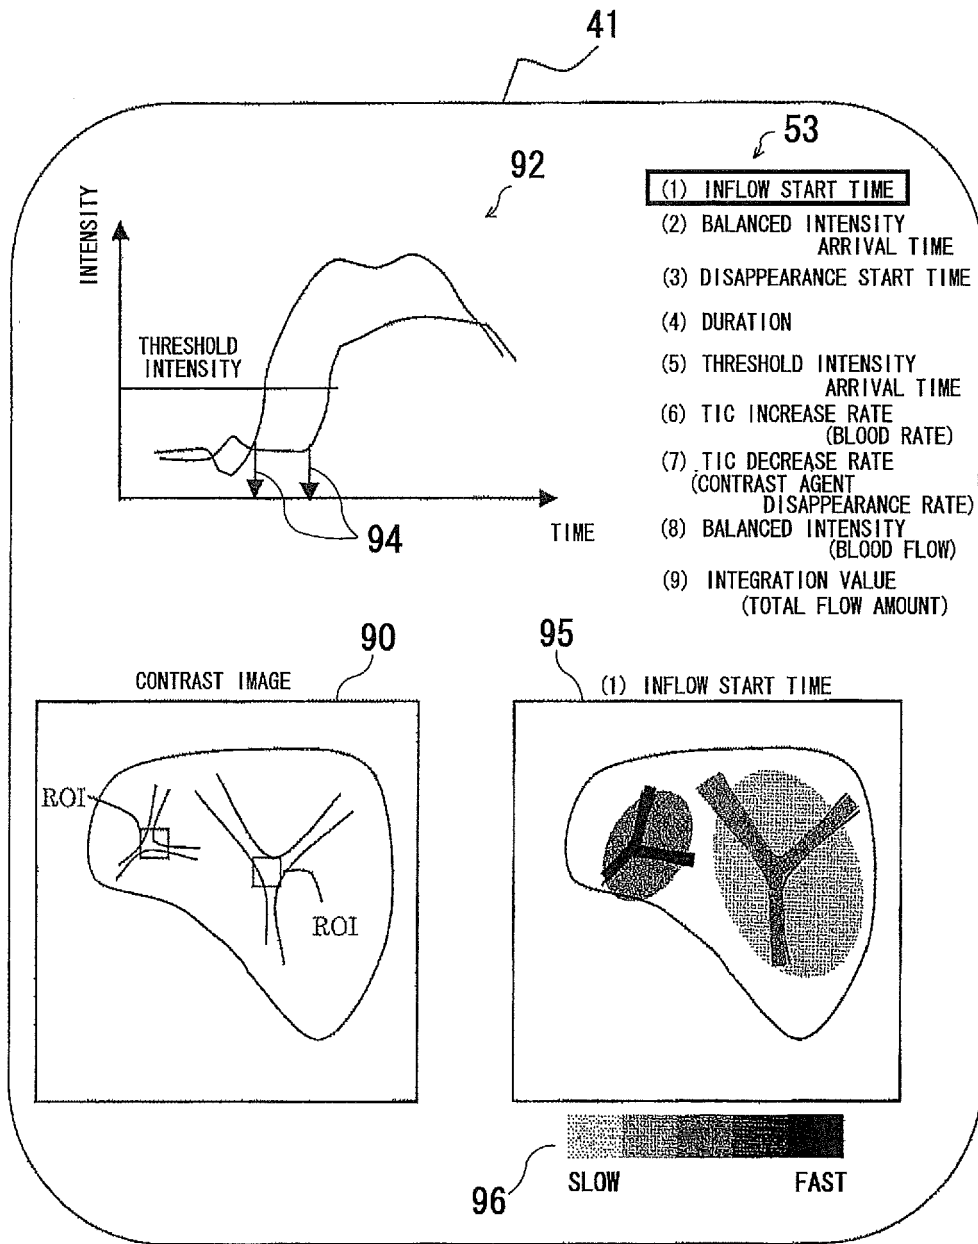 41
53
92
(1) INFLOW START TIME
(2) BALANCED INTENSITY
ARRIVAL TIME
(3) DISAPPEARANCE START TIME
(4) DURATION
(5) THRESHOLD INTENSITY
ARRIVAL TIME
(6) TIC INCREASE RATE
(BLOOD RATE)
(7) TIC DECREASE RATE
(CONTRAST AGENT
DISAPPEARANCE RATE)
(8) BALANCED INTENSITY
(BLOOD FLOW)
(9) INTEGRATION VALUE
(TOTAL FLOW AMOUNT)
INTENSITY
THRESHOLD
INTENSITY
94
TIME
90
CONTRAST IMAGE
ROI
ROI
95
(1) INFLOW START TIME
96
SLOW FAST